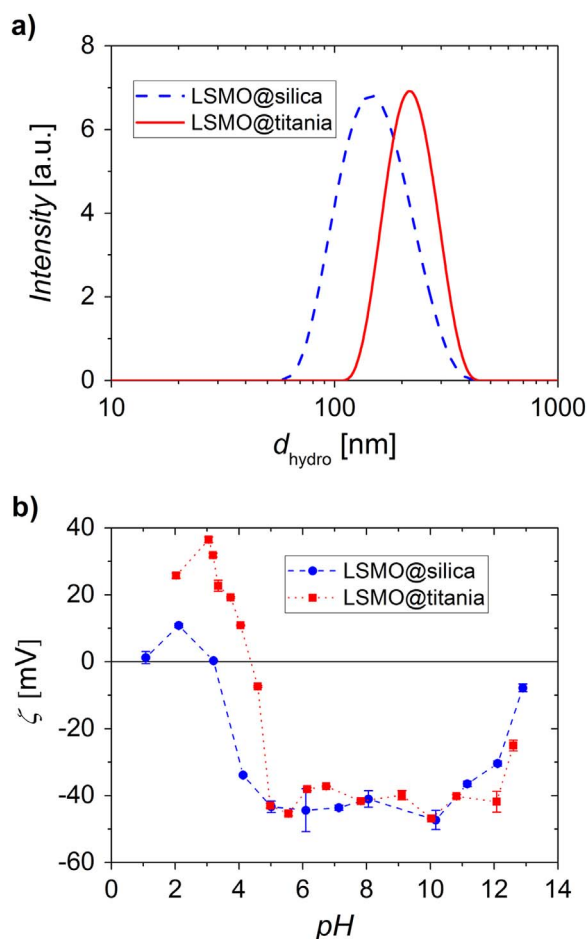 a)
8
6
4
2
0
Intensity [a.u.]
LSMO@silica
LSMO@titania
10
100
1000
d_hydro [nm]
b)
40
20
0
-20
-40
-60
ζ [mV]
LSMO@silica
LSMO@titania
0 2 4 6 8 10 12 14
pH